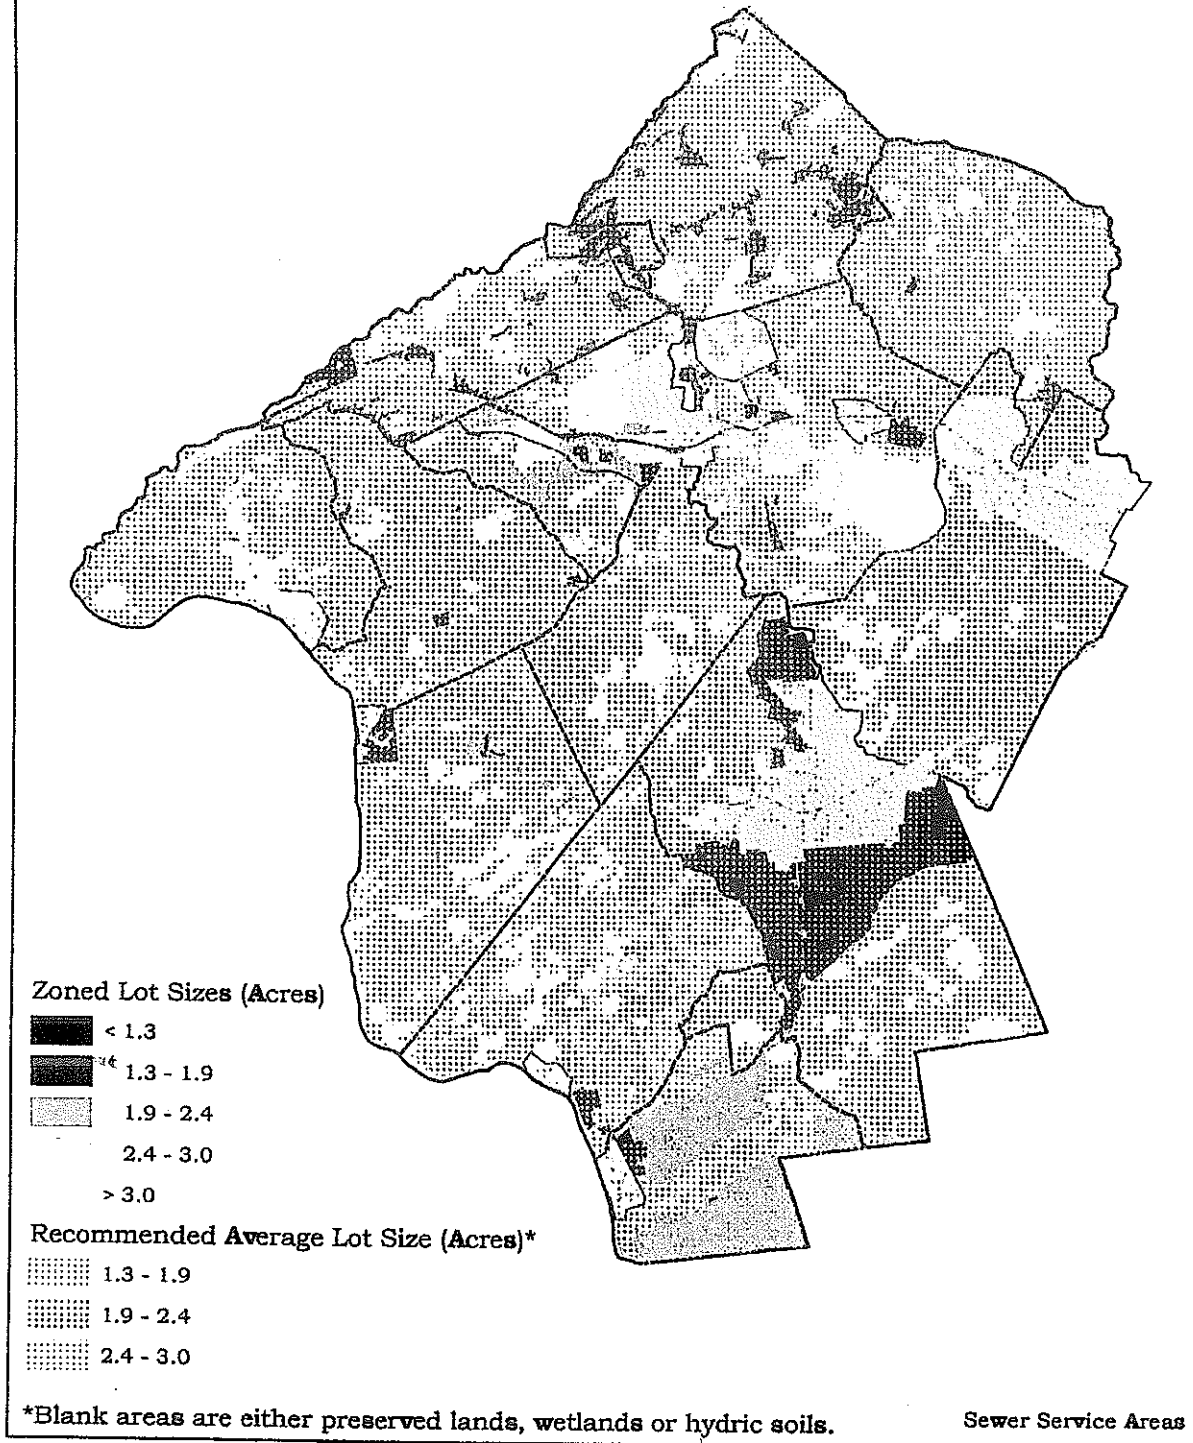 Zoned Lot Sizes (Acres)
< 1.3
1.3 - 1.9
1.9 - 2.4
2.4 - 3.0
> 3.0
Recommended Average Lot Size (Acres)*
1.3 - 1.9
1.9 - 2.4
2.4 - 3.0
*Blank areas are either preserved lands, wetlands or hydric soils.
Sewer Service Areas